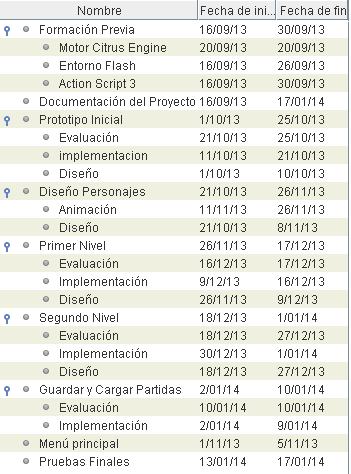 Nombre Fecha de ini... Fecha de fin
Formación Previa 16/09/13 30/09/13
Motor Citrus Engine 20/09/13 20/09/13
Entorno Flash 16/09/13 26/09/13
Action Script 3 16/09/13 30/09/13
Documentación del Proyecto 16/09/13 17/01/14
Prototipo Inicial 1/10/13 25/10/13
Evaluación 21/10/13 25/10/13
implementacion 11/10/13 21/10/13
Diseño 1/10/13 10/10/13
Diseño Personajes 21/10/13 26/11/13
Animación 11/11/13 26/11/13
Diseño 21/10/13 8/11/13
Primer Nivel 26/11/13 17/12/13
Evaluación 16/12/13 17/12/13
Implementación 9/12/13 16/12/13
Diseño 26/11/13 9/12/13
Segundo Nivel 18/12/13 1/01/14
Evaluación 18/12/13 27/12/13
Implementación 30/12/13 1/01/14
Diseño 18/12/13 27/12/13
Guardar y Cargar Partidas 2/01/14 10/01/14
Evaluación 10/01/14 10/01/14
Implementación 2/01/14 9/01/14
Menú principal 1/11/13 5/11/13
Pruebas Finales 13/01/14 17/01/14